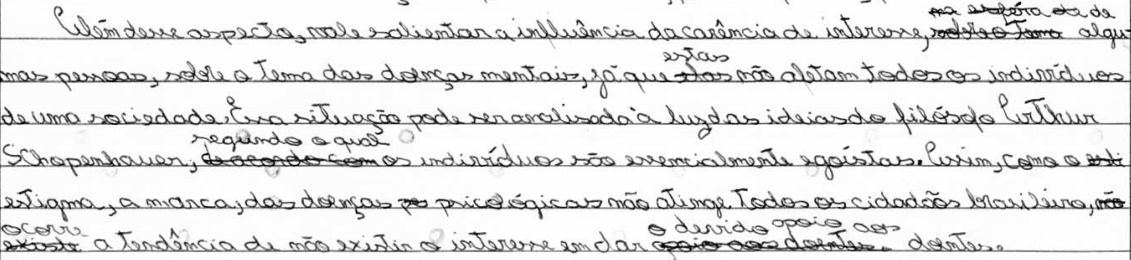 na esfera da de
Além desse aspecto, vale salientar a influência da carência de interesse, sobre o tema algu-
estas
mas pessoas, sobre o tema das doenças mentais, já que elas não afetam todos os indivíduos
de uma sociedade. Essa situação pode ser analisada à luz das ideias do filósofo Arthur
segundo o qual
Schopenhauer, de acordo com os indivíduos são essencialmente egoístas. Assim, como o esti
estigma, a marca, das doenças ps psicológicas não atinge todos os cidadãos brasileiro, não
ocorre o devido apoio aos
existe a tendência de não existir o interesse em dar apoio aos doentes. doentes.